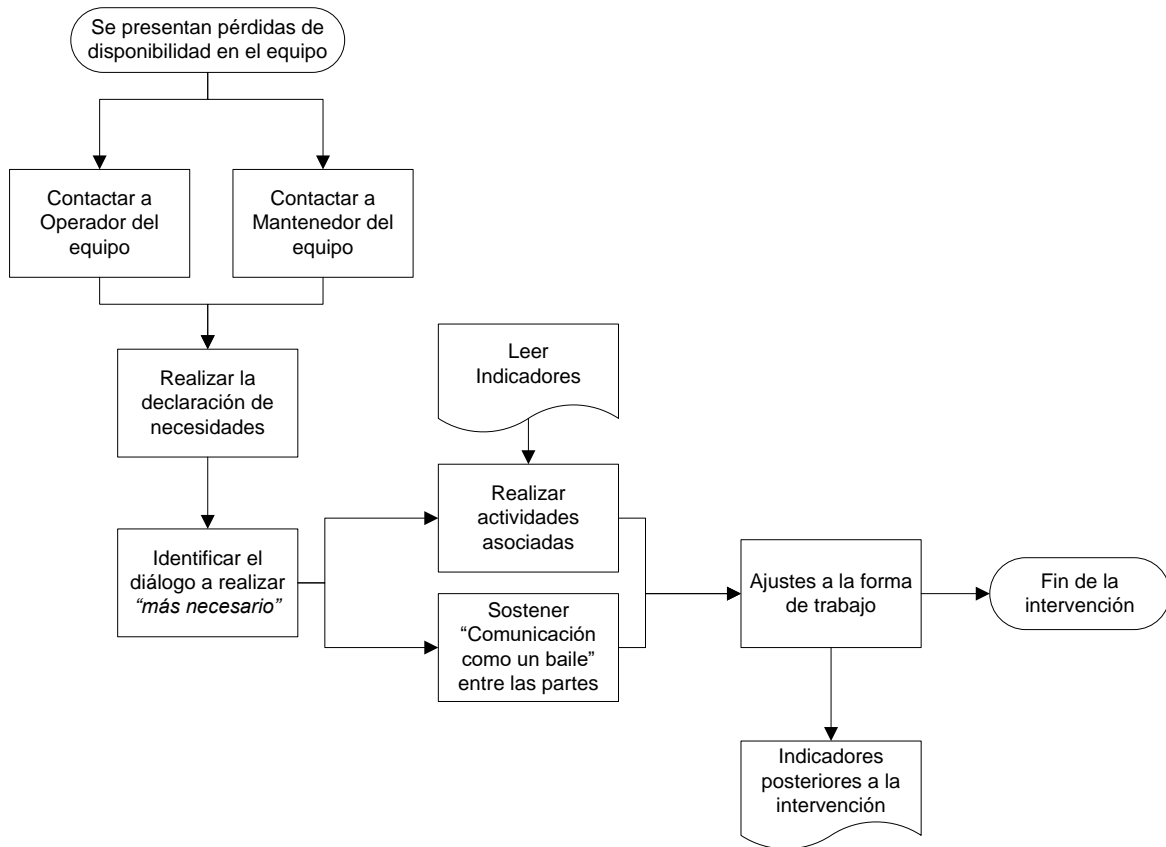 Se presentan pérdidas de
disponibilidad en el equipo
Contactar a
Operador del
equipo
Contactar a
Mantenedor del
equipo
Realizar la
declaración de
necesidades
Identificar el
diálogo a realizar
“más necesario”
Leer
Indicadores
Realizar
actividades
asociadas
Sostener
“Comunicación
como un baile”
entre las partes
Ajustes a la forma
de trabajo
Fin de la
intervención
Indicadores
posteriores a la
intervención